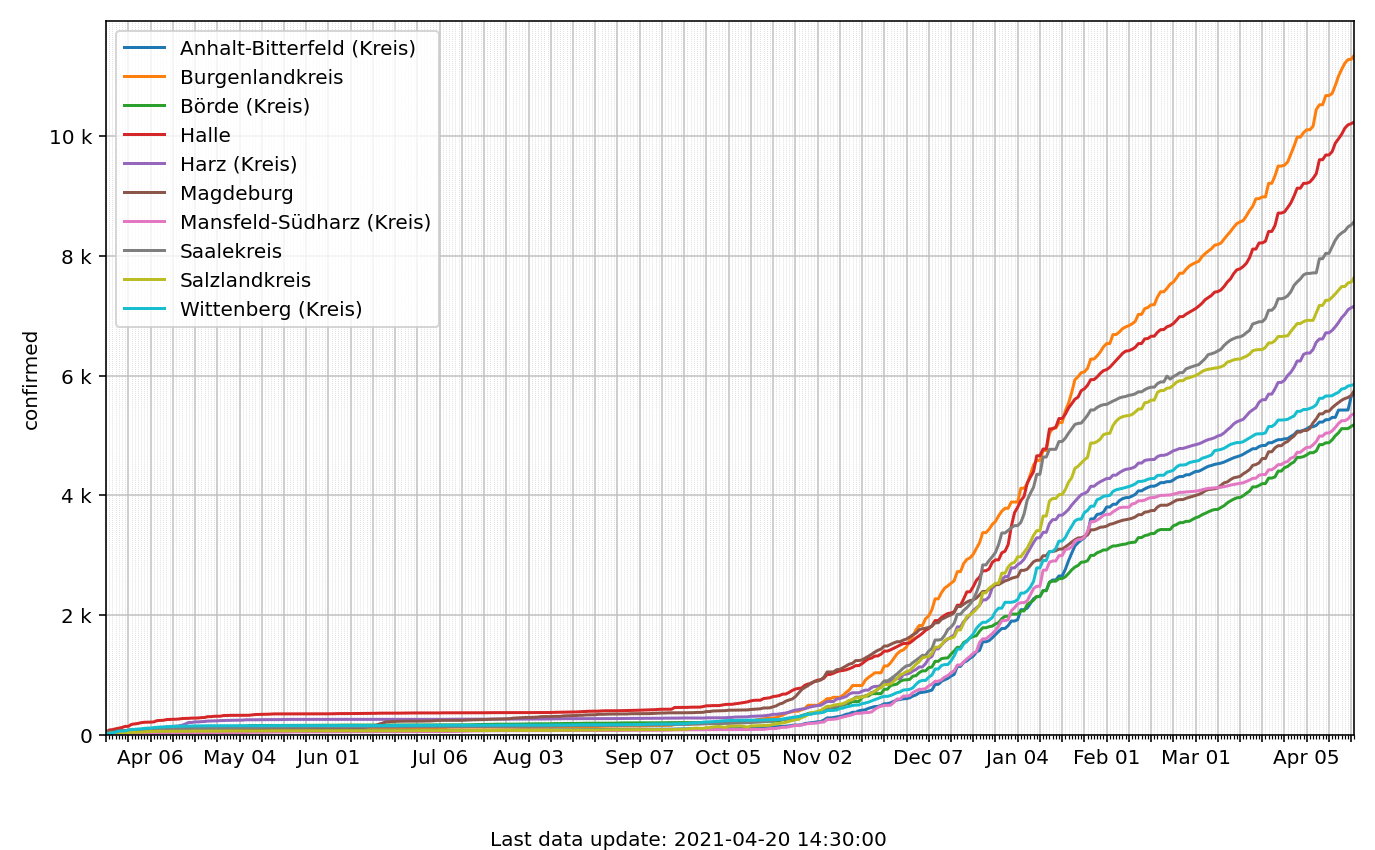 Anhalt-Bitterfeld (Kreis)
Burgenlandkreis
Börde (Kreis)
Halle
Harz (Kreis)
Magdeburg
Mansfeld-Südharz (Kreis)
Saalekreis
Salzlandkreis
Wittenberg (Kreis)
confirmed
10 k
8 k
6 k
4 k
2 k
0
Apr 06 May 04 Jun 01 Jul 06 Aug 03 Sep 07 Oct 05 Nov 02 Dec 07 Jan 04 Feb 01 Mar 01 Apr 05
Last data update: 2021-04-20 14:30:00